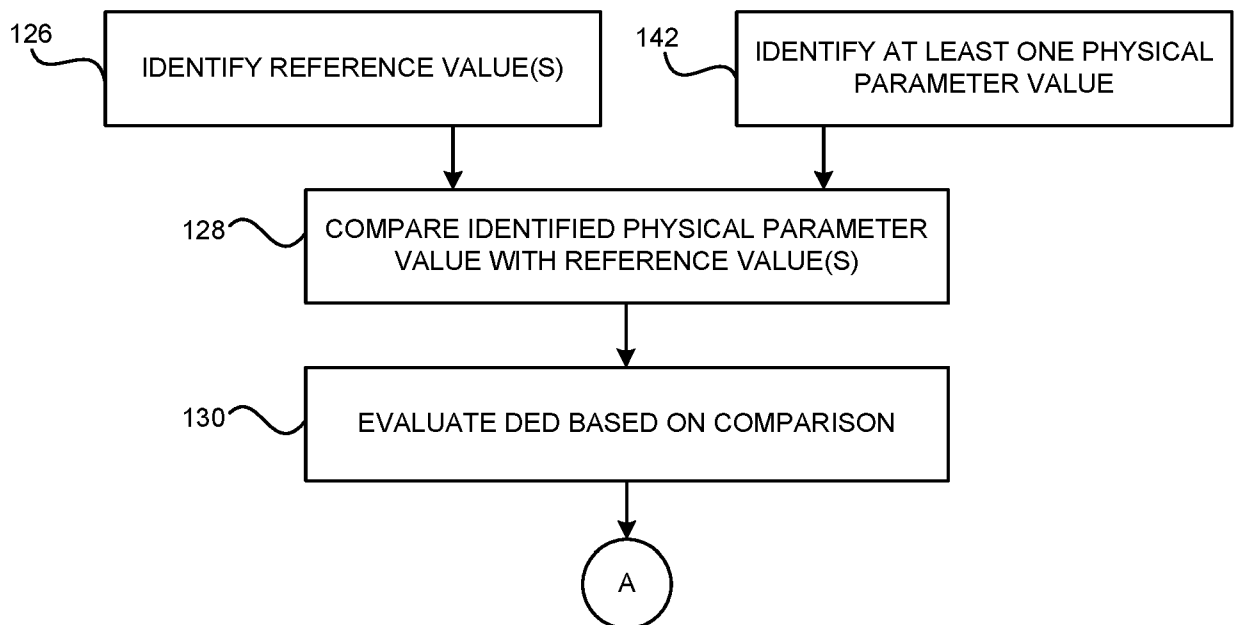 126
IDENTIFY REFERENCE VALUE(S)
142
IDENTIFY AT LEAST ONE PHYSICAL
PARAMETER VALUE
128
COMPARE IDENTIFIED PHYSICAL PARAMETER
VALUE WITH REFERENCE VALUE(S)
130
EVALUATE DED BASED ON COMPARISON
A